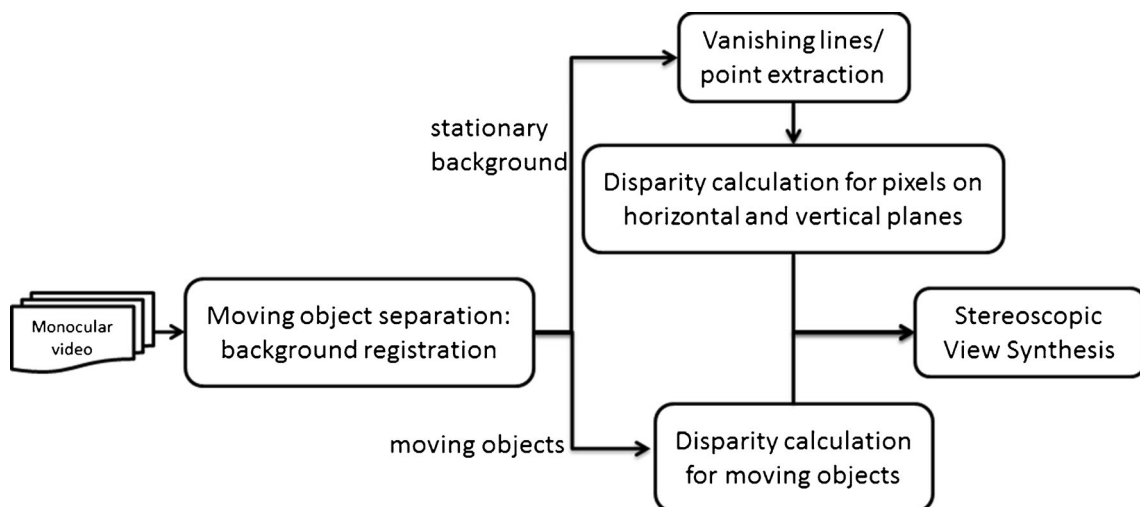 Vanishing lines/
point extraction
stationary
background
Disparity calculation for pixels on
horizontal and vertical planes
Monocular
video
Moving object separation:
background registration
Stereoscopic
View Synthesis
moving objects
Disparity calculation
for moving objects